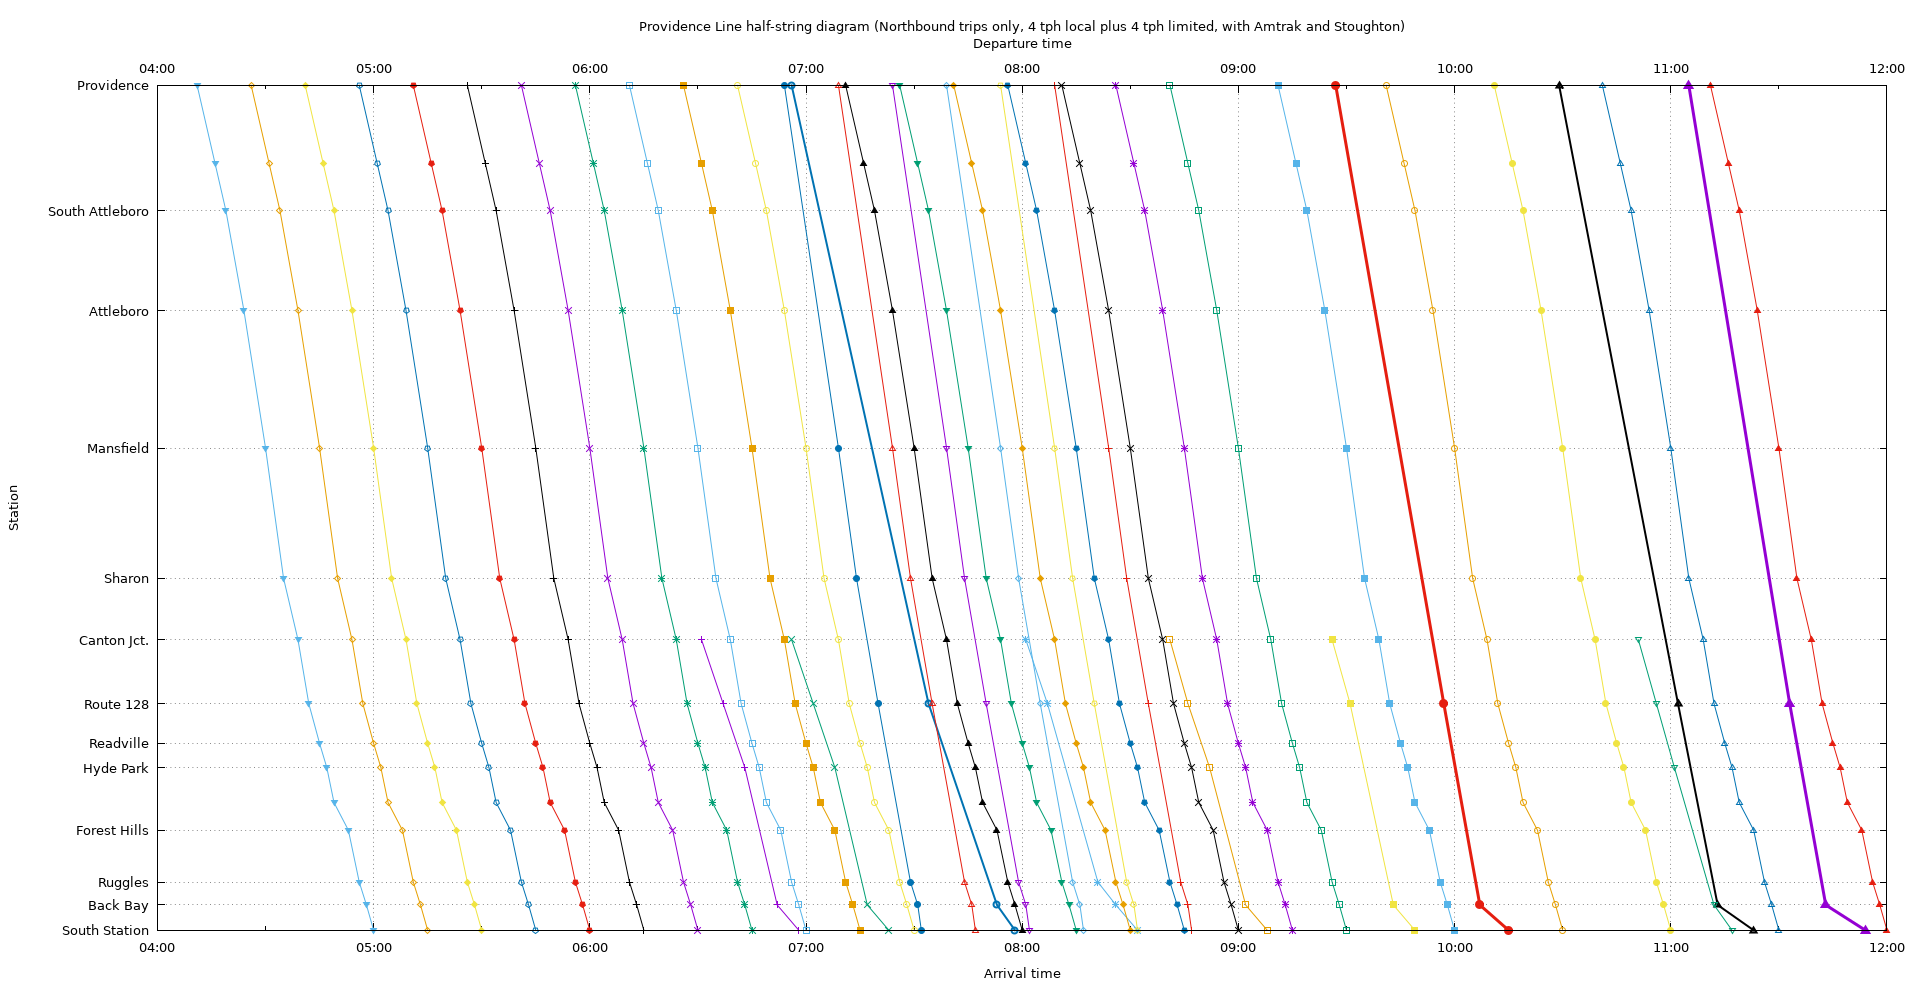 Providence Line half-string diagram (Northbound trips only, 4 tph local plus 4 tph limited, with Amtrak and Stoughton)
Departure time
04:00 05:00 06:00 07:00 08:00 09:00 10:00 11:00 12:00
Providence
South Attleboro
Attleboro
Mansfield
Station
Sharon
Canton Jct.
Route 128
Readville
Hyde Park
Forest Hills
Ruggles
Back Bay
South Station
04:00 05:00 06:00 07:00 08:00 09:00 10:00 11:00 12:00
Arrival time